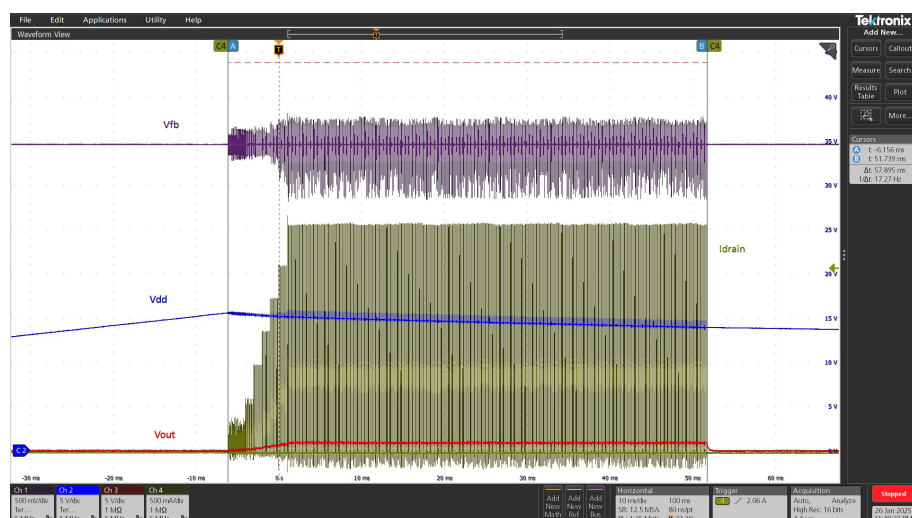 File Edit Applications Utility Help
Tektronix
Waveform View
Add New...
C4 A
T
T
B C4
Cursors Callout
Measure Search
Results Table Plot
More...
40 V
Vfb
35 V
Cursors
A t: -6.156 ms
B t: 51.739 ms
Δt: 57.895 ms
1/Δt: 17.27 Hz
30 V
25 V
Idrain
20 V
Vdd
15 V
10 V
5 V
Vout
C2
-30 ms -20 ms -10 ms 0s 10 ms 20 ms 30 ms 40 ms 50 ms 60 ms
Ch 1 Ch 2 Ch 3 Ch 4
500 mV/div 5 V/div 5 V/div 500 mA/div
Ter... Ter... 1 MΩ 1 MΩ
Add New Math Add New Ref Add New Bus
Horizontal
10 ms/div 100 ms
SR: 12.5 MS/s 80 ns/pt
Trigger
4 2.06 A
Acquisition
Auto, Analyze
High Res: 16 bits
Stopped
26 Jan 2025